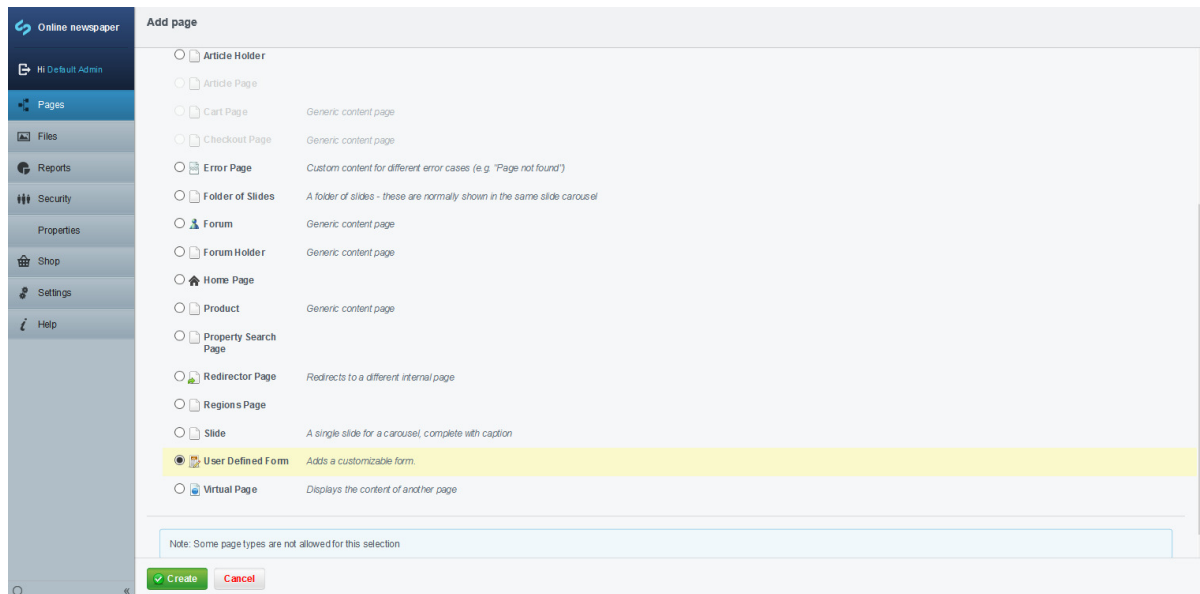 Online newspaper
Hi Default Admin
Pages
Files
Reports
Security
Properties
Shop
Settings
Help
«
Add page
Article Holder
Article Page
Cart Page Generic content page
Checkout Page Generic content page
Error Page Custom content for different error cases (e.g. "Page not found")
Folder of Slides A folder of slides - these are normally shown in the same slide carousel
Forum Generic content page
Forum Holder Generic content page
Home Page
Product Generic content page
Property Search
Page
Redirector Page Redirects to a different internal page
Regions Page
Slide A single slide for a carousel, complete with caption
User Defined Form Adds a customizable form.
Virtual Page Displays the content of another page
Note: Some page types are not allowed for this selection
Create Cancel